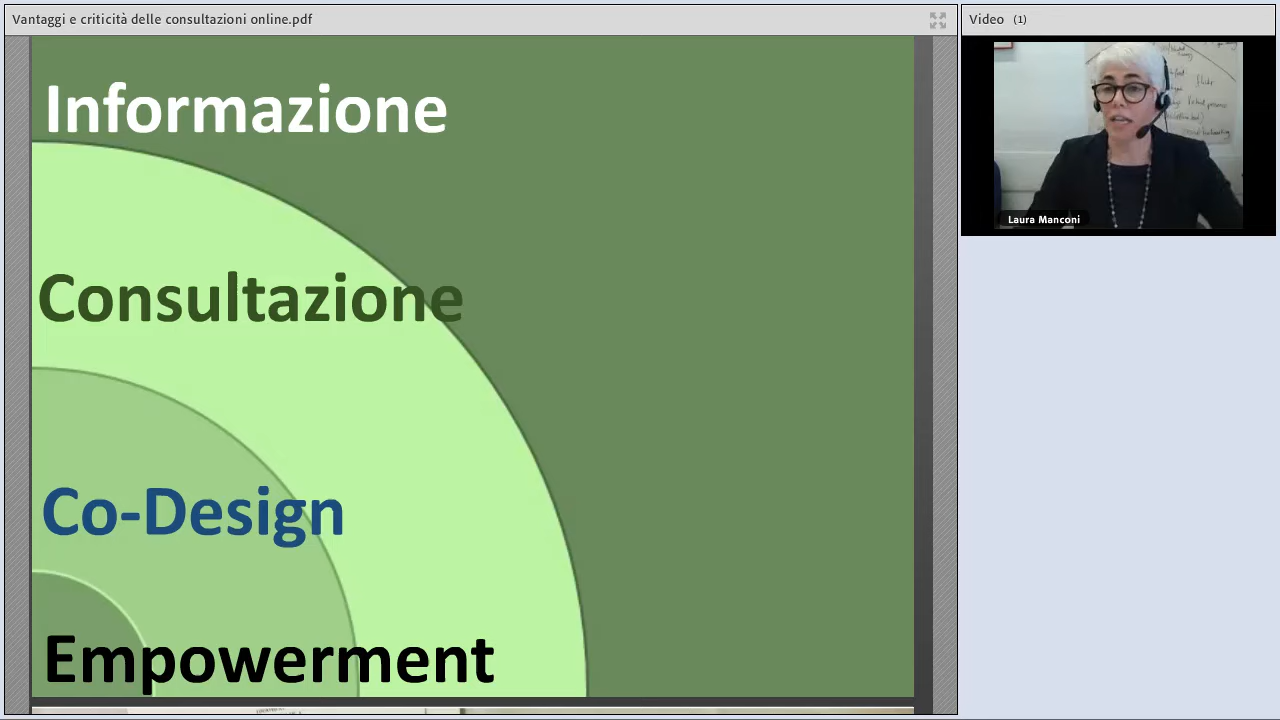 Vantaggi e criticità delle consultazioni online.pdf
Video (1)
Informazione
Consultazione
Co-Design
Empowerment
Laura Manconi